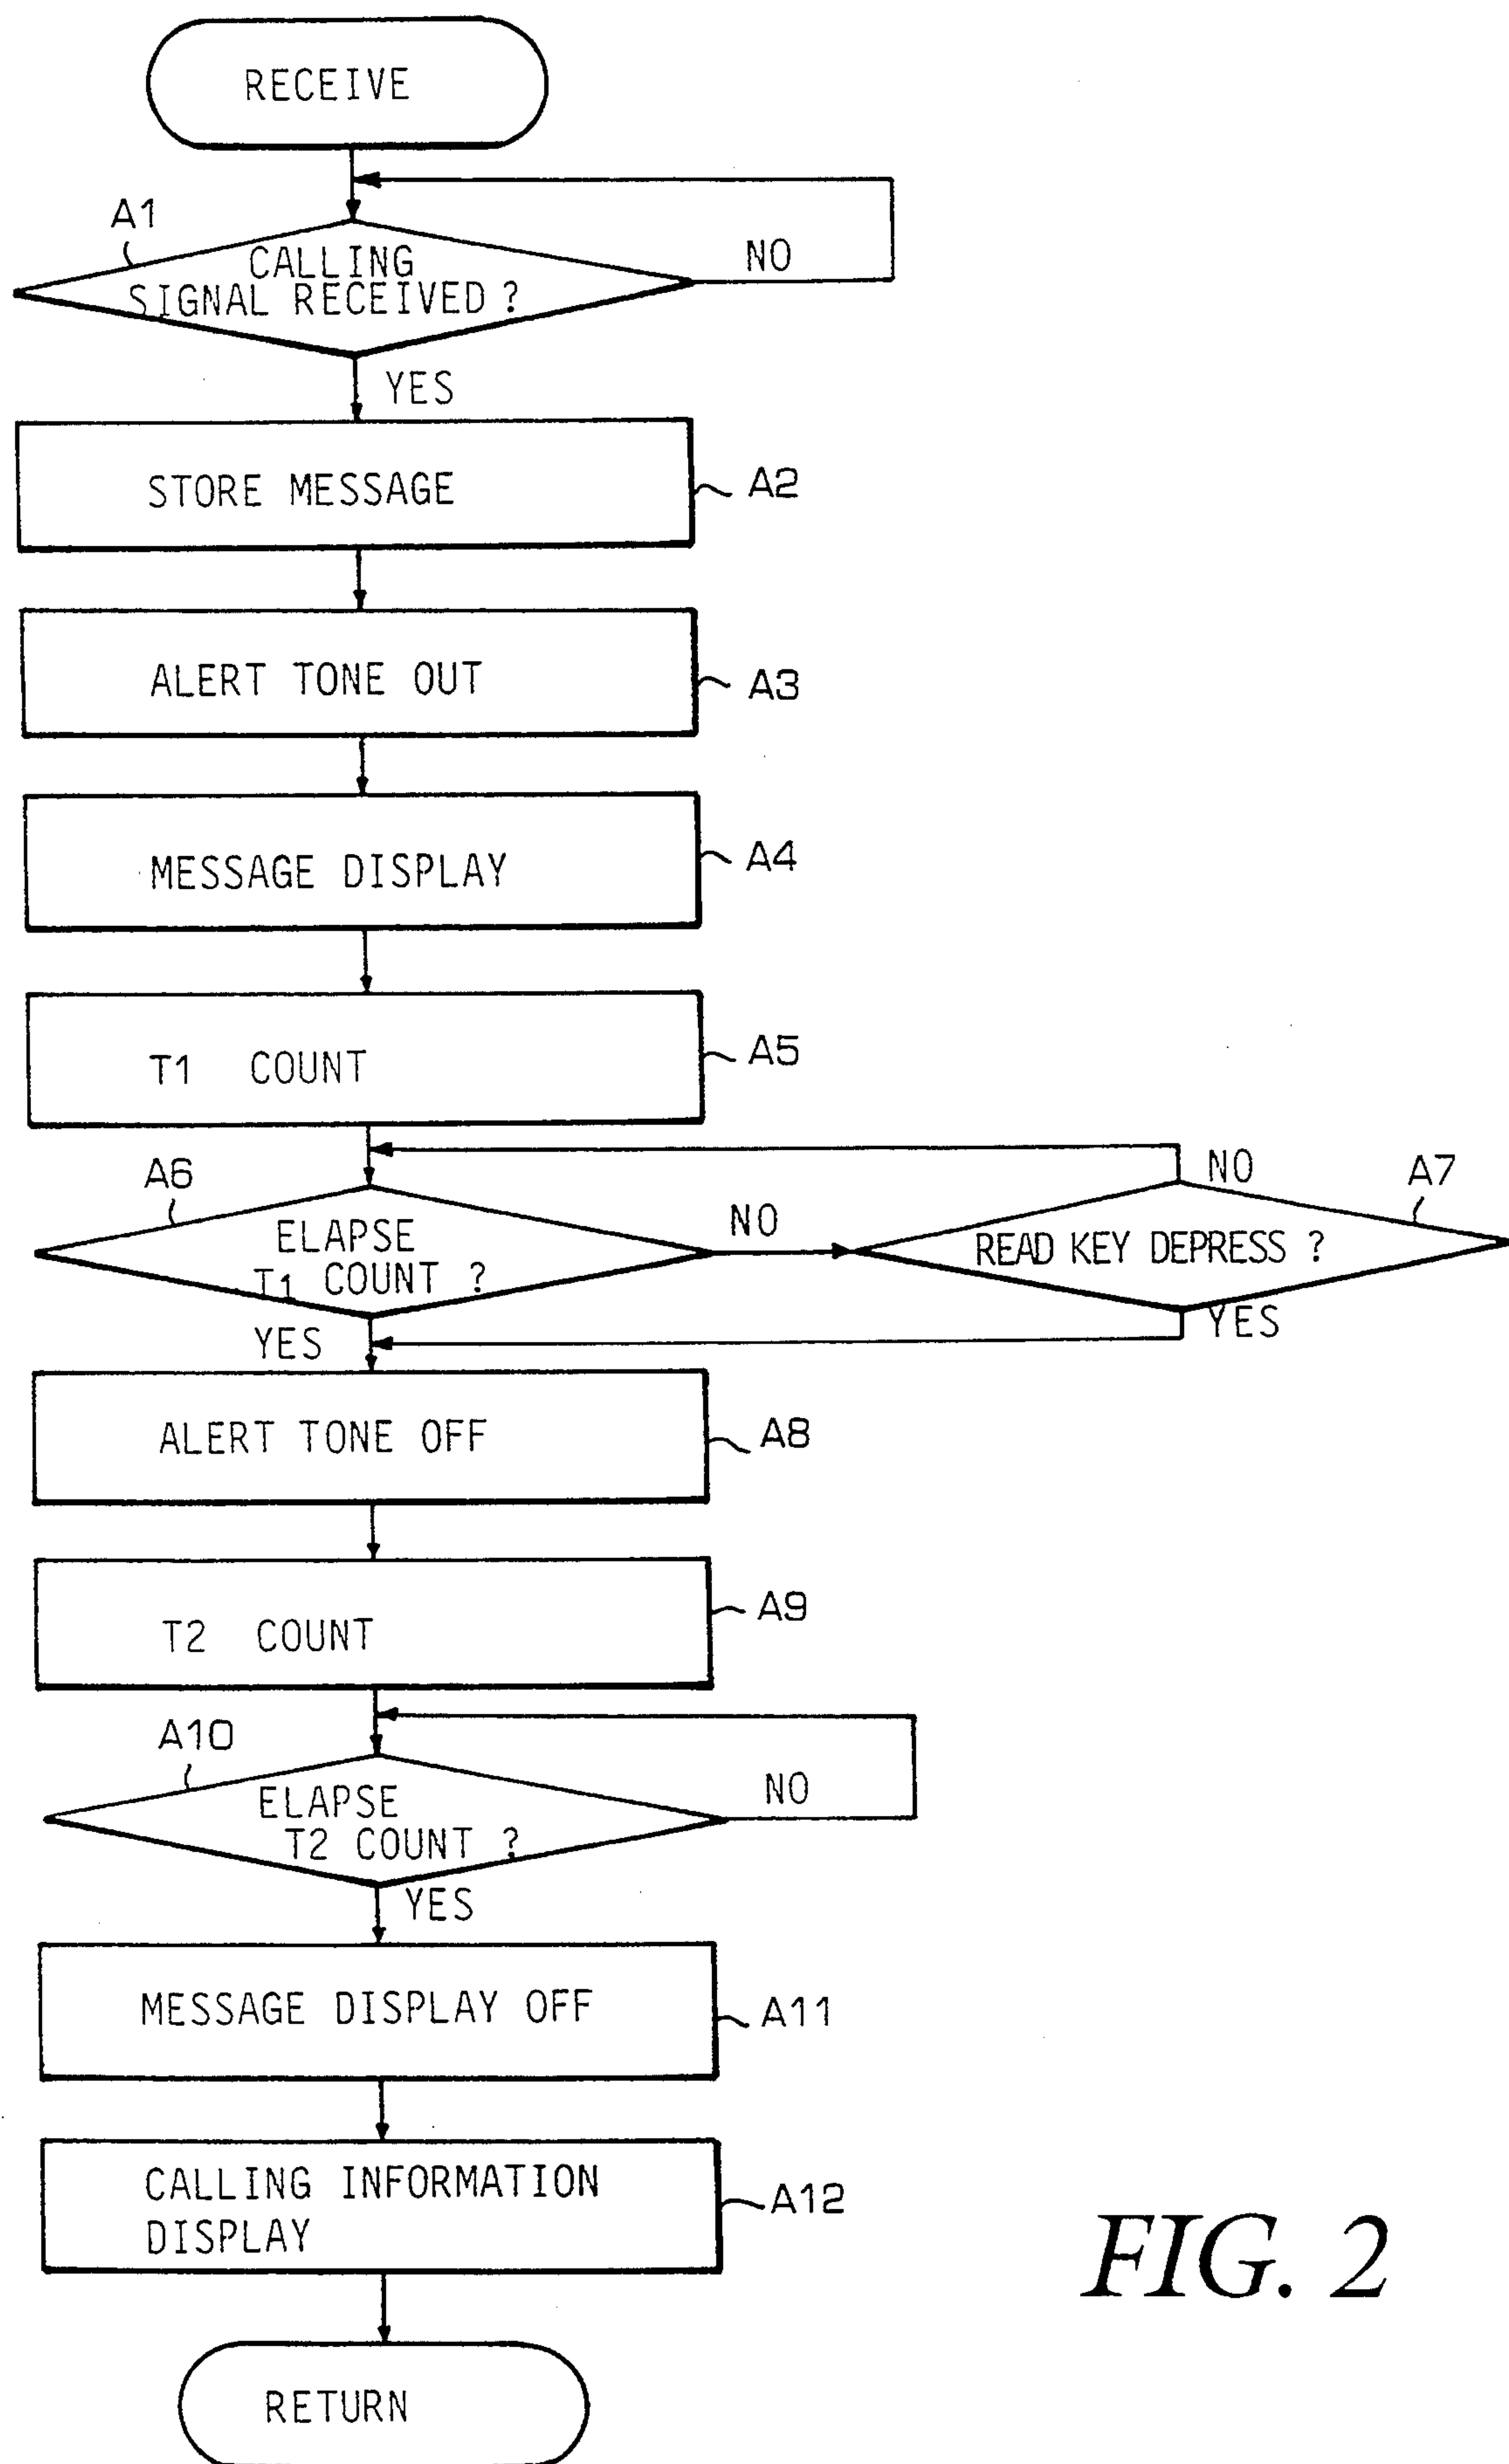 RECEIVE
A1
CALLING
SIGNAL RECEIVED ?
NO
YES
STORE MESSAGE
A2
ALERT TONE OUT
A3
MESSAGE DISPLAY
A4
T1 COUNT
A5
A6
ELAPSE
T1 COUNT ?
NO
NO
A7
READ KEY DEPRESS ?
YES
YES
ALERT TONE OFF
A8
T2 COUNT
A9
A10
ELAPSE
T2 COUNT ?
NO
YES
MESSAGE DISPLAY OFF
A11
CALLING INFORMATION
DISPLAY
A12
RETURN
FIG. 2